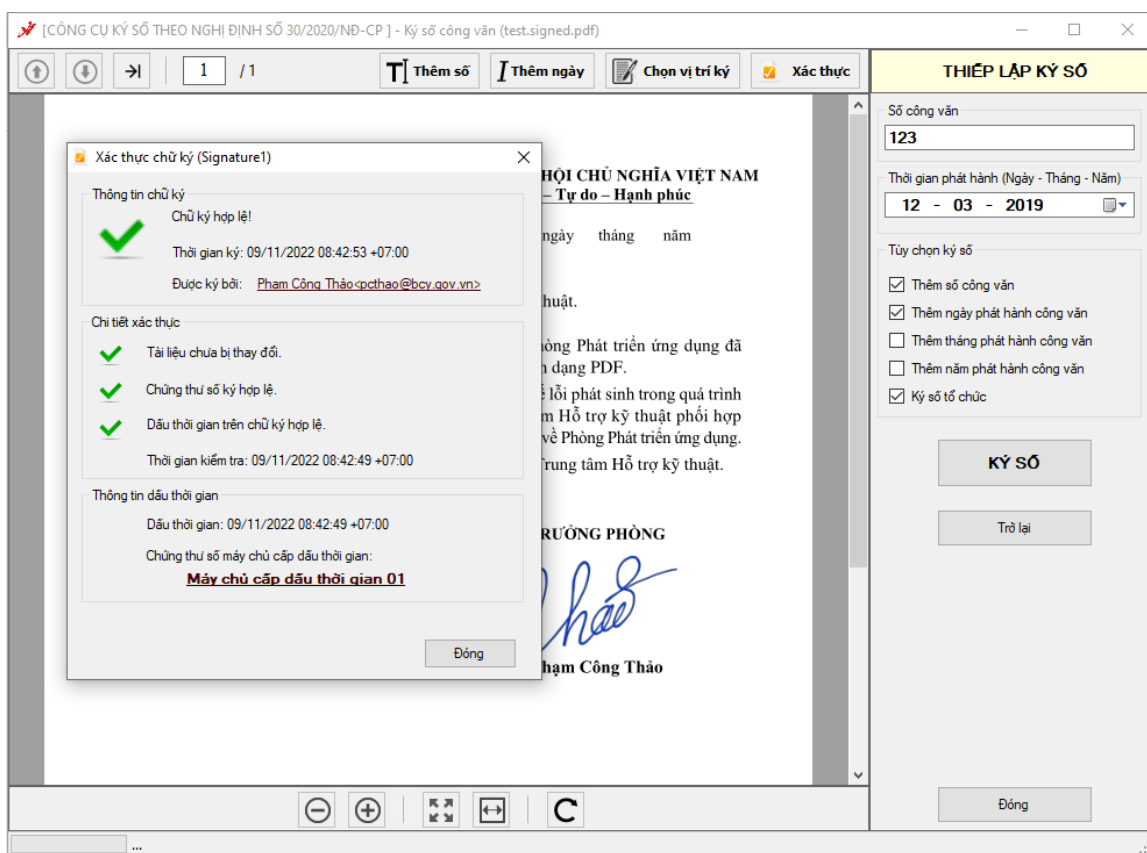 [CÔNG CỤ KÝ SỐ THEO NGHỊ ĐỊNH SỐ 30/2020/NĐ-CP ] - Ký số công văn (test.signed.pdf)
1 / 1
Thêm số
Thêm ngày
Chọn vị trí ký
Xác thực
THIẾP LẬP KÝ SỐ
Số công văn
123
Thời gian phát hành (Ngày - Tháng - Năm)
12 - 03 - 2019
Tùy chọn ký số
Thêm số công văn
Thêm ngày phát hành công văn
Thêm tháng phát hành công văn
Thêm năm phát hành công văn
Ký số tổ chức
KÝ SỐ
Trở lại
Đóng
Xác thực chữ ký (Signature1)
Thông tin chữ ký
Chữ ký hợp lệ!
Thời gian ký: 09/11/2022 08:42:53 +07:00
Được ký bởi: Phạm Công Thảo<pcthao@bcy.gov.vn>
Chi tiết xác thực
Tài liệu chưa bị thay đổi.
Chứng thư số ký hợp lệ.
Dấu thời gian trên chữ ký hợp lệ.
Thời gian kiểm tra: 09/11/2022 08:42:49 +07:00
Thông tin dấu thời gian
Dấu thời gian: 09/11/2022 08:42:49 +07:00
Chứng thư số máy chủ cấp dấu thời gian:
Máy chủ cấp dấu thời gian 01
Đóng
HỘI CHỦ NGHĨA VIỆT NAM
– Tự do – Hạnh phúc
ngày tháng năm
thuật.
Phát triển ứng dụng đã
dạng PDF.
lỗi phát sinh trong quá trình
Hỗ trợ kỹ thuật phối hợp
về Phòng Phát triển ứng dụng.
Trung tâm Hỗ trợ kỹ thuật.
PHÒNG
Thảo
Công Thảo
...